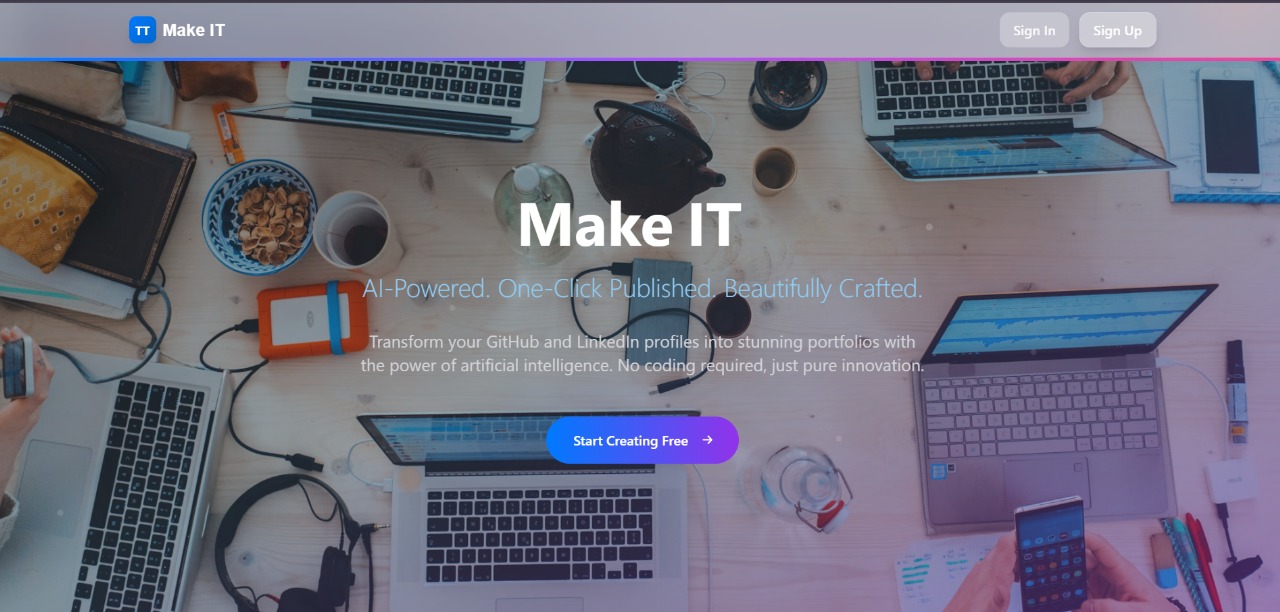 TT Make IT
Sign In
Sign Up
Make IT
AI-Powered. One-Click Published. Beautifully Crafted.
Transform your GitHub and LinkedIn profiles into stunning portfolios with
the power of artificial intelligence. No coding required, just pure innovation.
Start Creating Free →